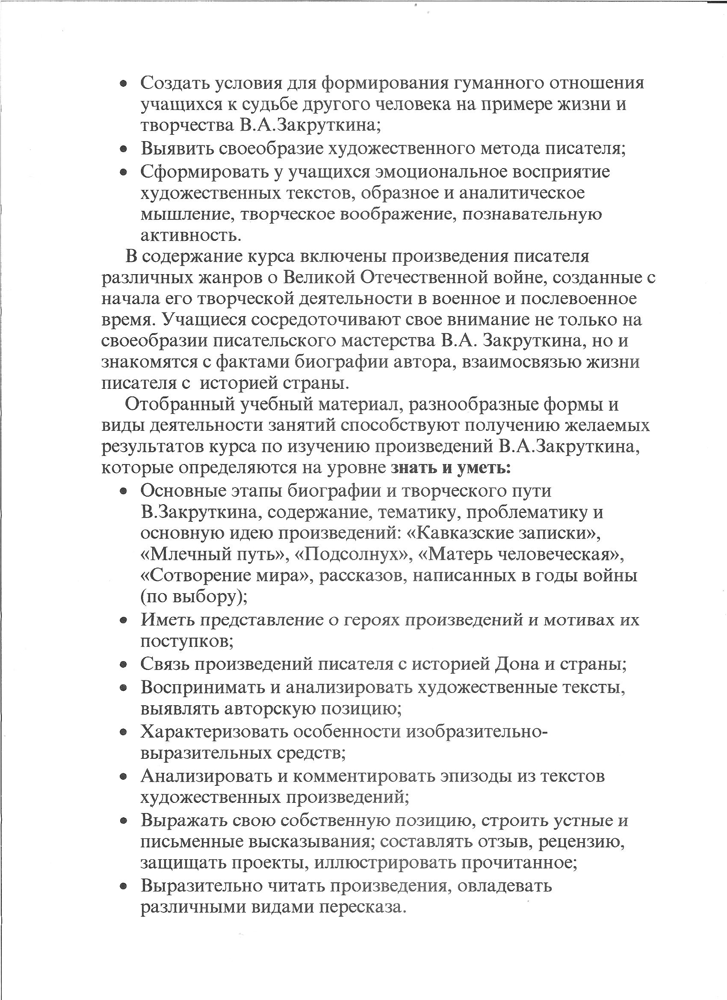 • Создать условия для формирования гуманного отношения
учащихся к судьбе другого человека на примере жизни и
творчества В.А.Закруткина;
• Выявить своеобразие художественного метода писателя;
• Сформировать у учащихся эмоциональное восприятие
художественных текстов, образное и аналитическое
мышление, творческое воображение, познавательную
активность.
В содержание курса включены произведения писателя
различных жанров о Великой Отечественной войне, созданные с
начала его творческой деятельности в военное и послевоенное
время. Учащиеся сосредоточивают свое внимание не только на
своеобразии писательского мастерства В.А. Закруткина, но и
знакомятся с фактами биографии автора, взаимосвязью жизни
писателя с  историей страны.
Отобранный учебный материал, разнообразные формы и
виды деятельности занятий способствуют получению желаемых
результатов курса по изучению произведений В.А.Закруткина,
которые определяются на уровне знать и уметь:
• Основные этапы биографии и творческого пути
В.Закруткина, содержание, тематику, проблематику и
основную идею произведений: «Кавказские записки»,
«Млечный путь», «Подсолнух», «Матерь человеческая»,
«Сотворение мира», рассказов, написанных в годы войны
(по выбору);
• Иметь представление о героях произведений и мотивах их
поступков;
• Связь произведений писателя с историей Дона и страны;
• Воспринимать и анализировать художественные тексты,
выявлять авторскую позицию;
• Характеризовать особенности изобразительно-
выразительных средств;
• Анализировать и комментировать эпизоды из текстов
художественных произведений;
• Выражать свою собственную позицию, строить устные и
письменные высказывания; составлять отзыв, рецензию,
защищать проекты, иллюстрировать прочитанное;
• Выразительно читать произведения, овладевать
различными видами пересказа.